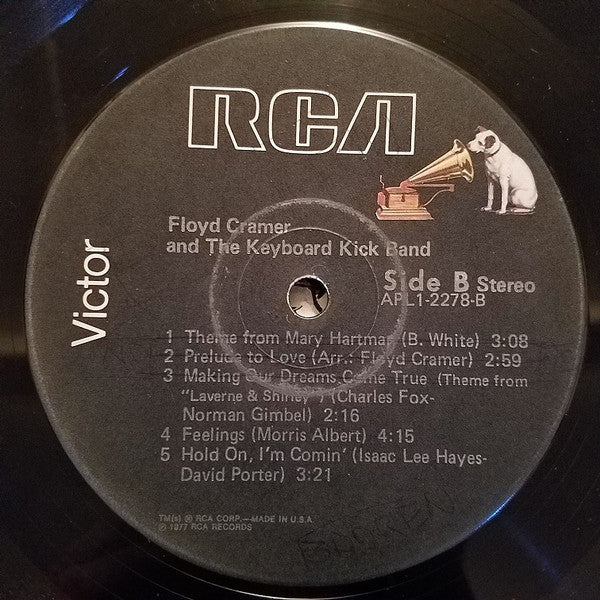 RCA
Victor
Floyd Cramer
and The Keyboard Kick Band
Side B Stereo
APL1-2278-B
1 Theme from Mary Hartman (B. White) 3:08
2 Prelude to Love (Arr.: Floyd Cramer) 2:59
3 Making Our Dreams Come True (Theme from
"Laverne & Shirley") (Charles Fox-
Norman Gimbel) 2:16
4 Feelings (Morris Albert) 4:15
5 Hold On, I'm Comin' (Isaac Lee Hayes-
David Porter) 3:21
TM(s) ® RCA CORP.—MADE IN U.S.A.
℗ 1977 RCA RECORDS